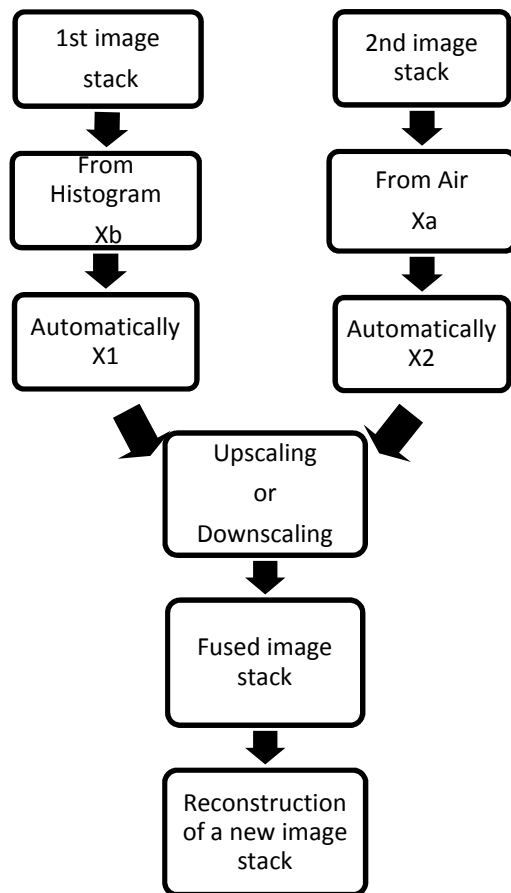 1st image
stack
2nd image
stack
From
Histogram
Xb
From Air
Xa
Automatically
X1
Automatically
X2
Upscaling
or
Downscaling
Fused image
stack
Reconstruction
of a new image
stack